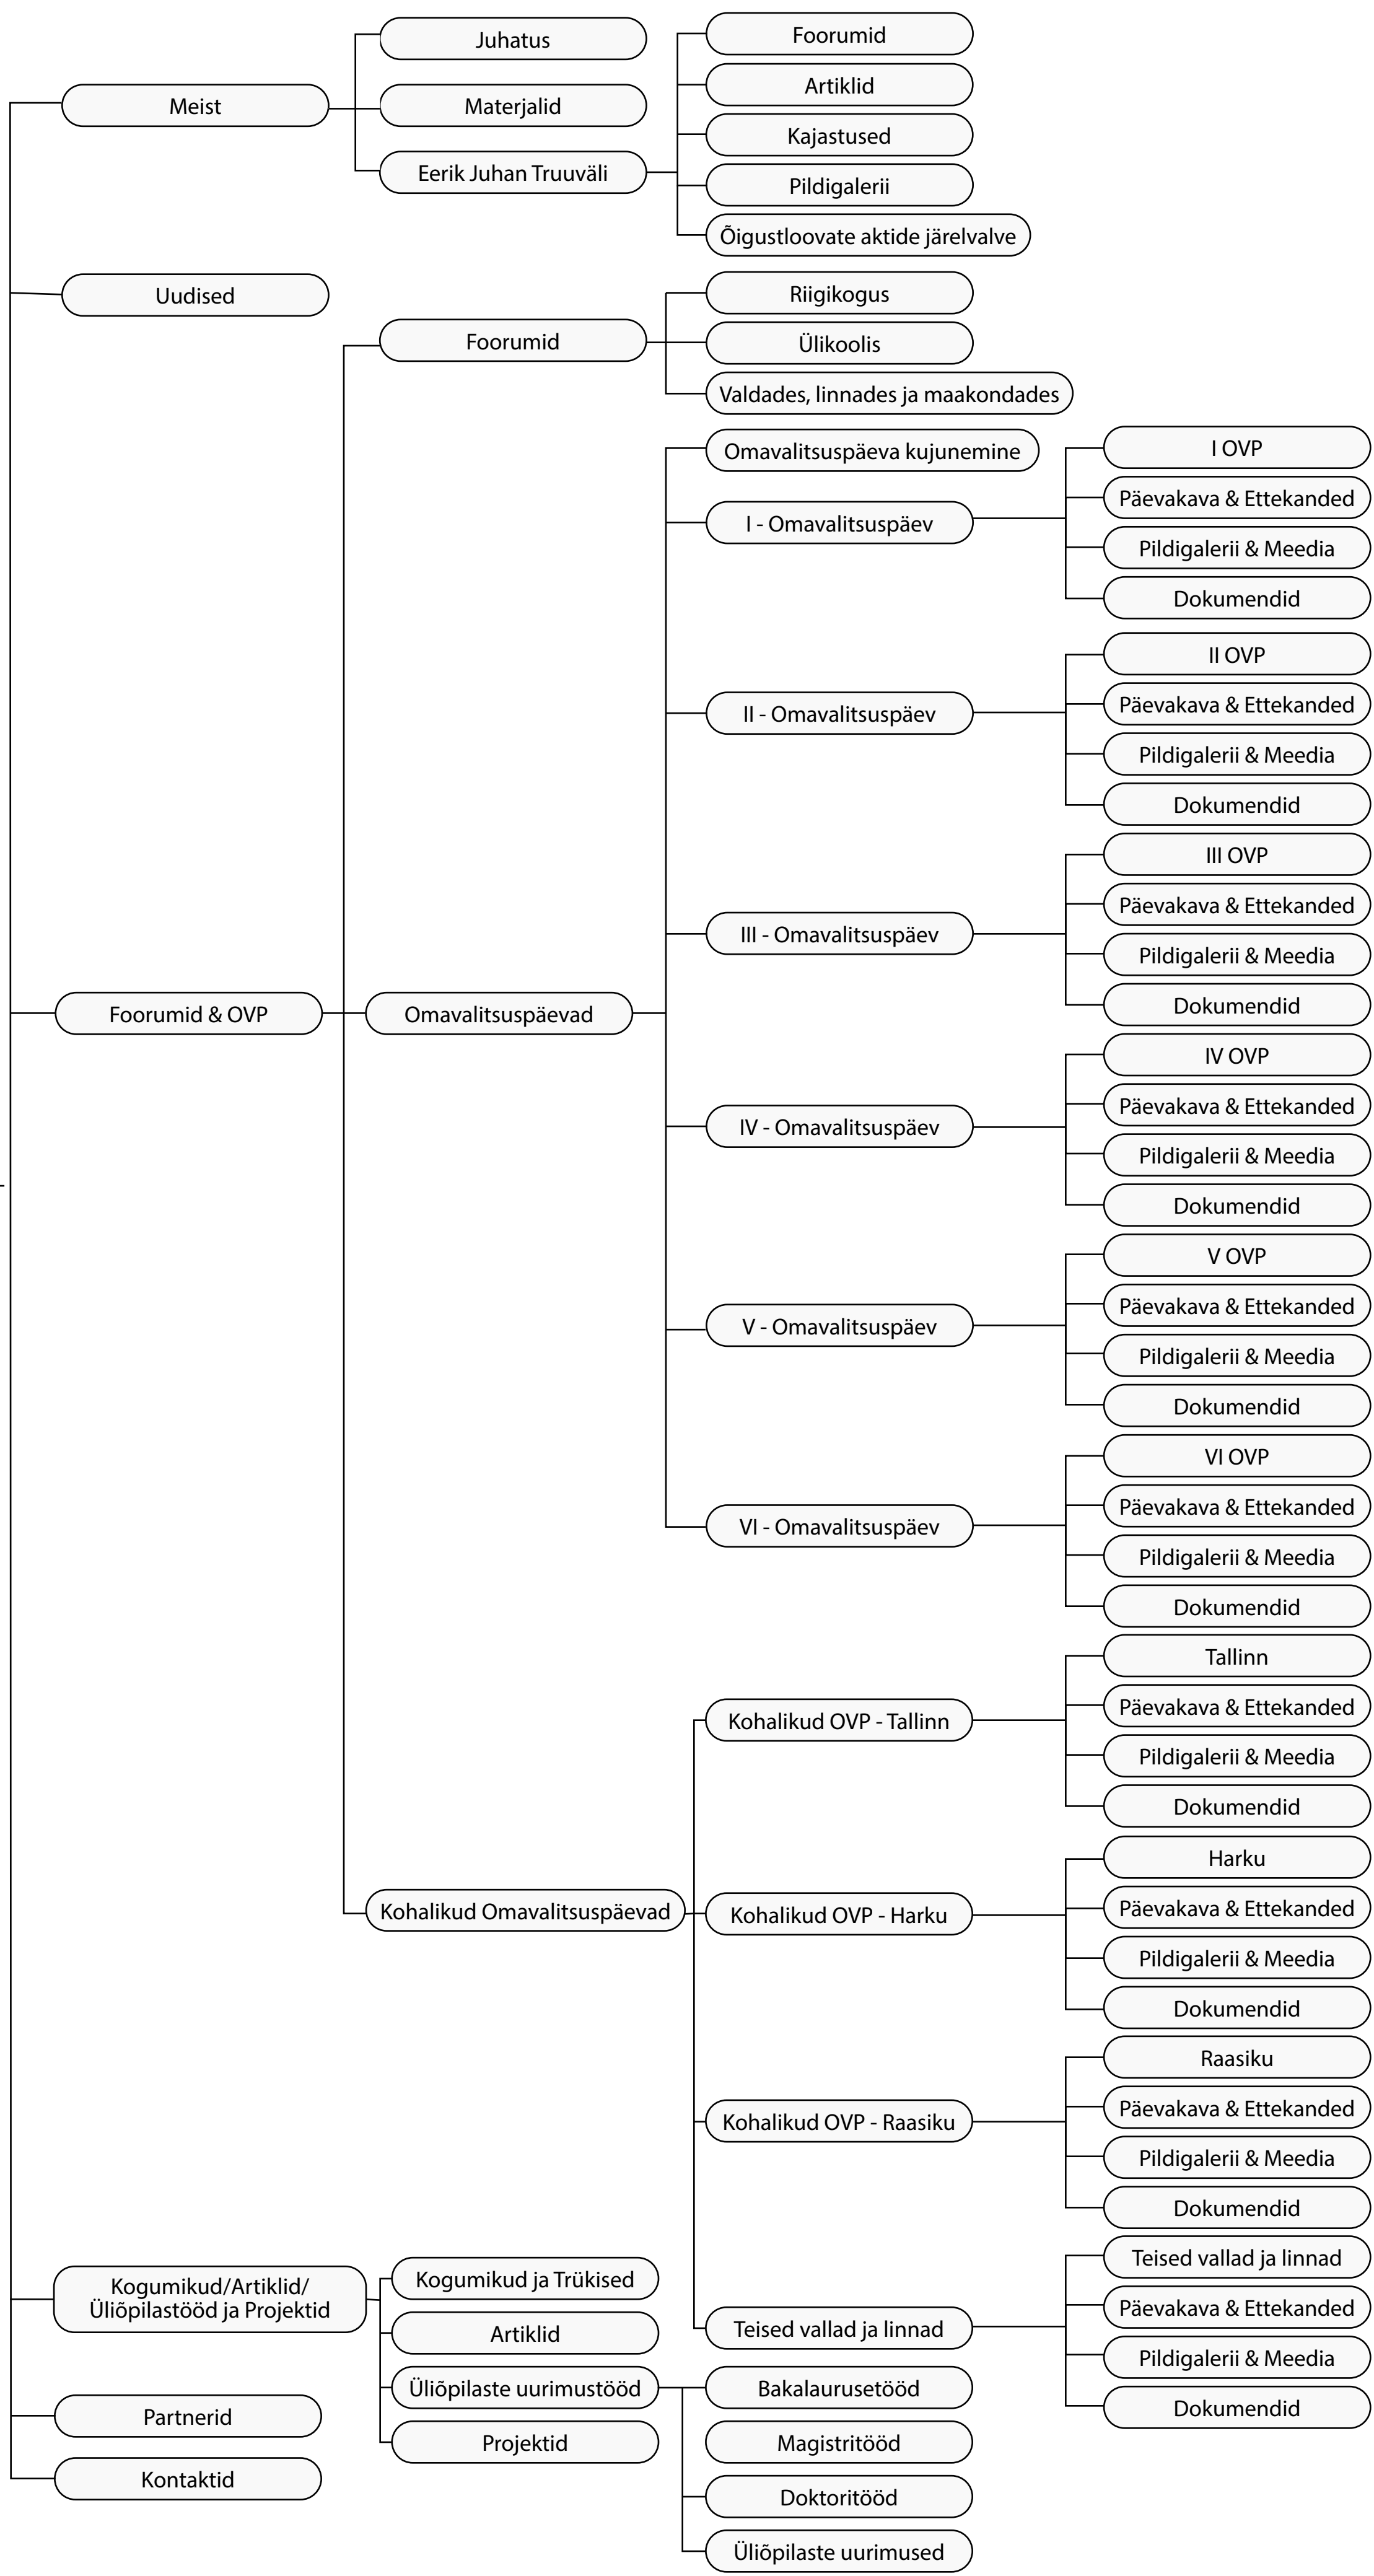 Meist
Juhatus
Materjalid
Eerik Juhan Truuväli
Foorumid
Artiklid
Kajastused
Pildigalerii
Õigustloovate aktide järelvalve
Uudised
Foorumid & OVP
Foorumid
Riigikogus
Ülikoolis
Valdades, linnades ja maakondades
Omavalitsuspäevad
Omavalitsuspäeva kujunemine
I - Omavalitsuspäev
I OVP
Päevakava & Ettekanded
Pildigalerii & Meedia
Dokumendid
II - Omavalitsuspäev
II OVP
Päevakava & Ettekanded
Pildigalerii & Meedia
Dokumendid
III - Omavalitsuspäev
III OVP
Päevakava & Ettekanded
Pildigalerii & Meedia
Dokumendid
IV - Omavalitsuspäev
IV OVP
Päevakava & Ettekanded
Pildigalerii & Meedia
Dokumendid
V - Omavalitsuspäev
V OVP
Päevakava & Ettekanded
Pildigalerii & Meedia
Dokumendid
VI - Omavalitsuspäev
VI OVP
Päevakava & Ettekanded
Pildigalerii & Meedia
Dokumendid
Kohalikud Omavalitsuspäevad
Kohalikud OVP - Tallinn
Tallinn
Päevakava & Ettekanded
Pildigalerii & Meedia
Dokumendid
Kohalikud OVP - Harku
Harku
Päevakava & Ettekanded
Pildigalerii & Meedia
Dokumendid
Kohalikud OVP - Raasiku
Raasiku
Päevakava & Ettekanded
Pildigalerii & Meedia
Dokumendid
Teised vallad ja linnad
Teised vallad ja linnad
Päevakava & Ettekanded
Pildigalerii & Meedia
Dokumendid
Kogumikud/Artiklid/
Üliõpilastööd ja Projektid
Kogumikud ja Trükised
Artiklid
Üliõpilaste uurimustööd
Bakalaurusetööd
Magistritööd
Doktoritööd
Üliõpilaste uurimused
Projektid
Partnerid
Kontaktid